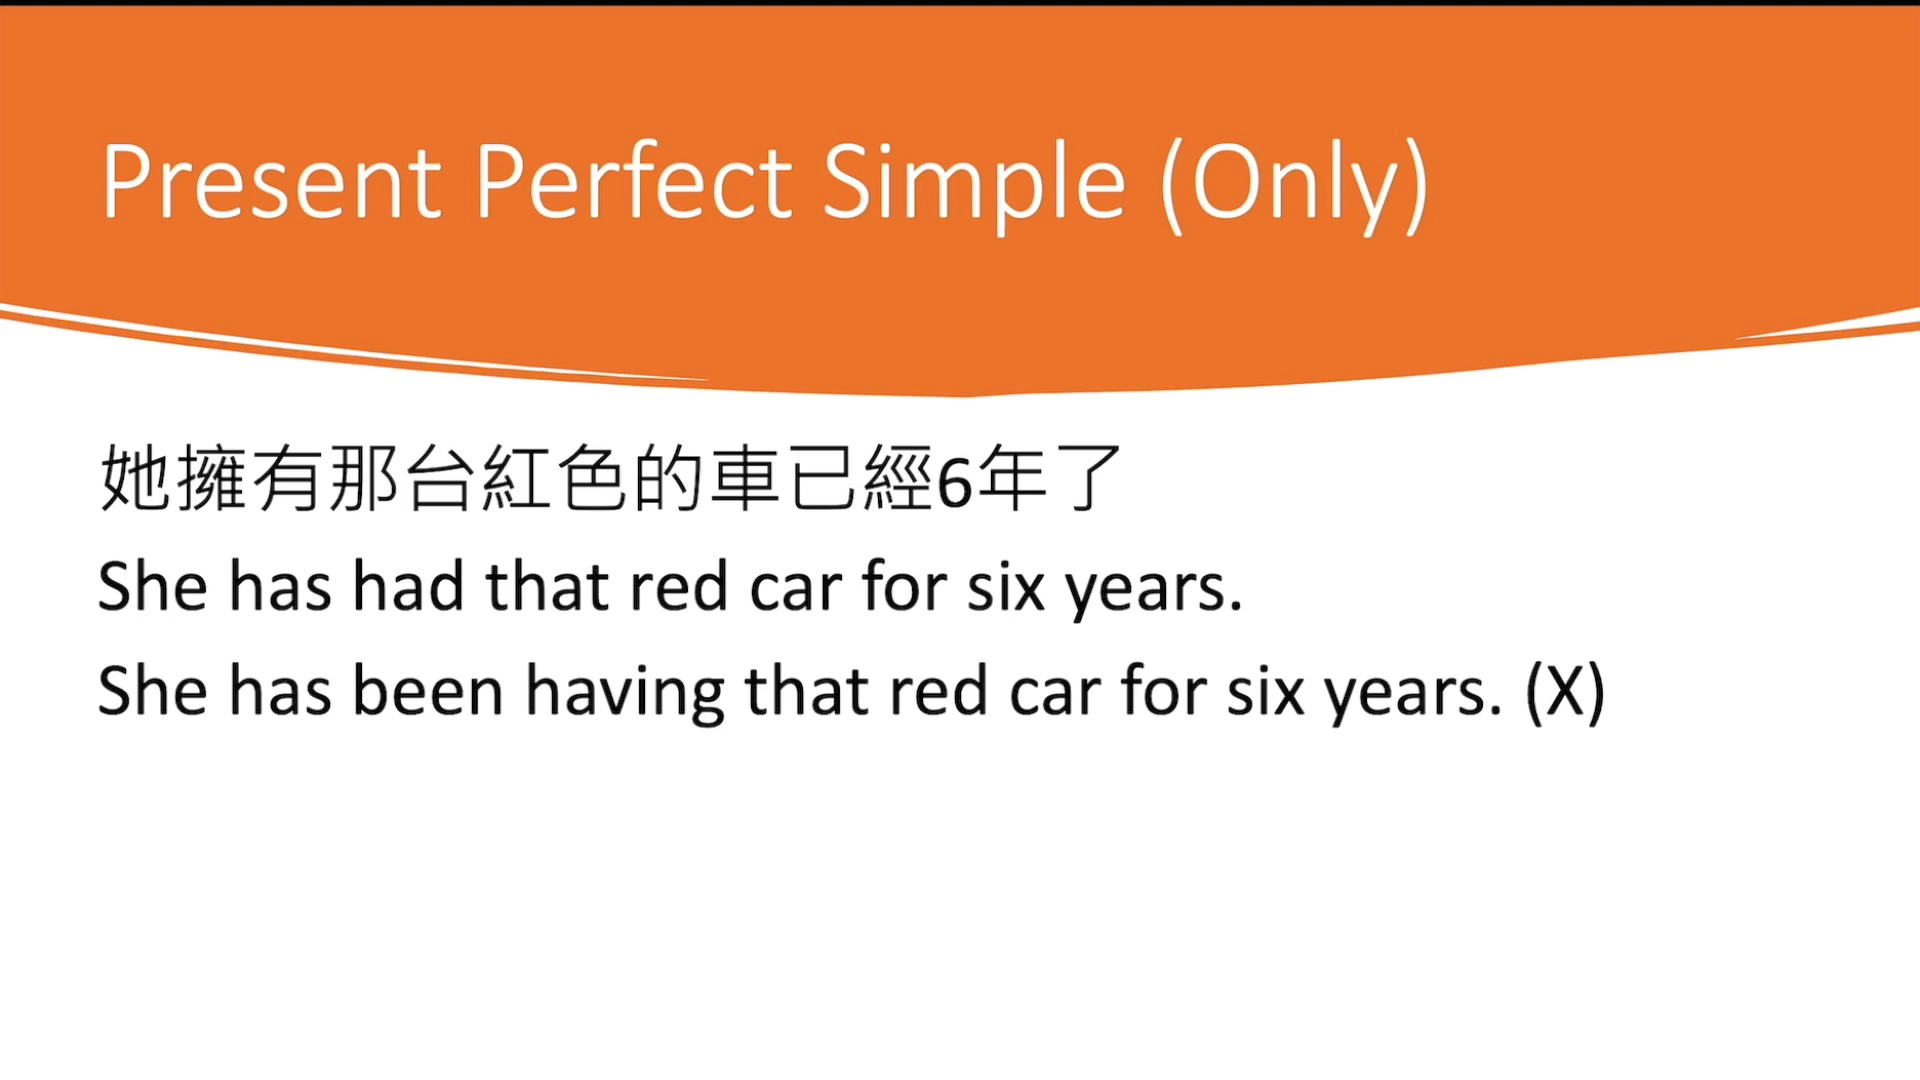 Present Perfect Simple (Only)
她擁有那台紅色的車已經6年了
She has had that red car for six years.
She has been having that red car for six years. (X)